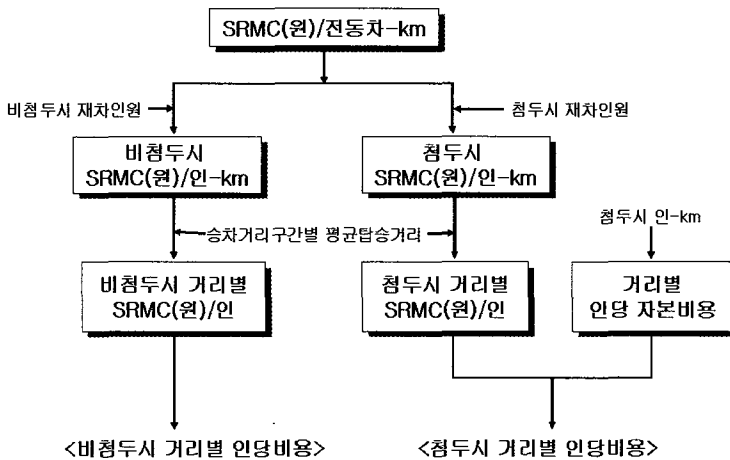 SRMC(원)/전동차-km
비첨두시 재차인원
첨두시 재차인원
비첨두시
SRMC(원)/인-km
첨두시
SRMC(원)/인-km
승차거리구간별 평균탑승거리
첨두시 인-km
비첨두시 거리별
SRMC(원)/인
첨두시 거리별
SRMC(원)/인
거리별
인당 자본비용
<비첨두시 거리별 인당비용>
<첨두시 거리별 인당비용>